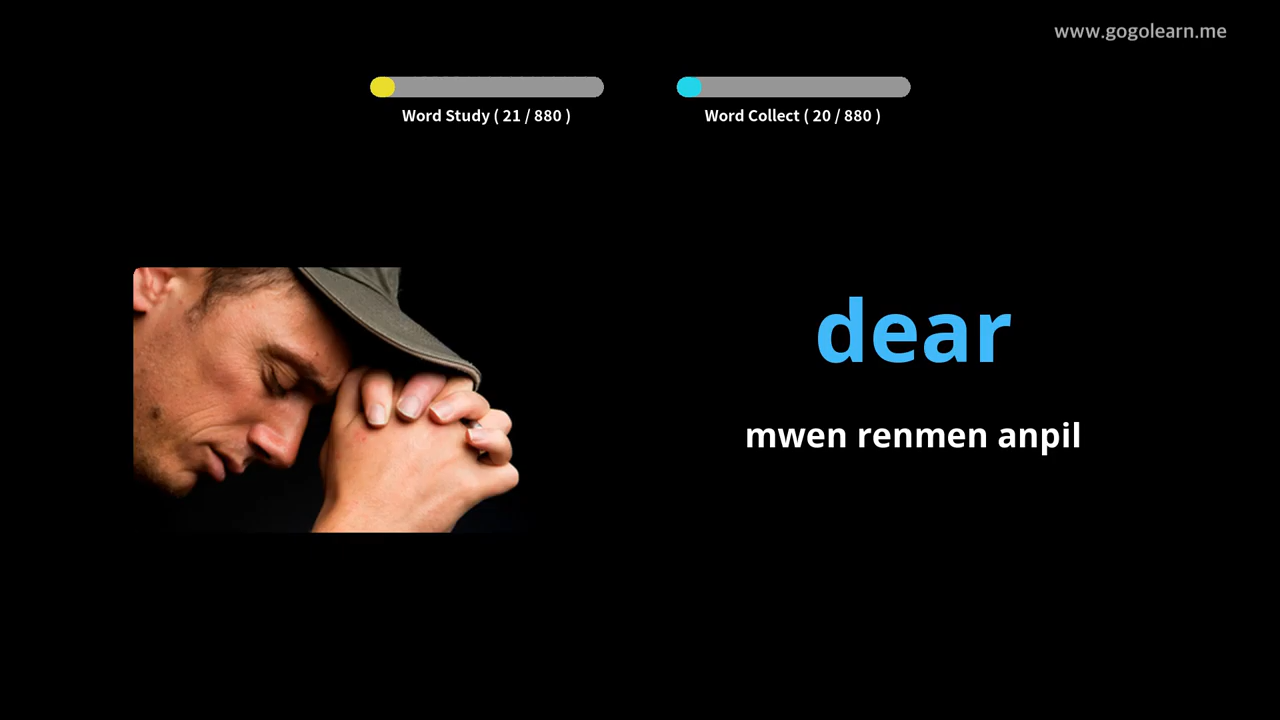 www.gogolearn.me
Word Study ( 21 / 880 )
Word Collect ( 20 / 880 )
dear
mwen renmen anpil